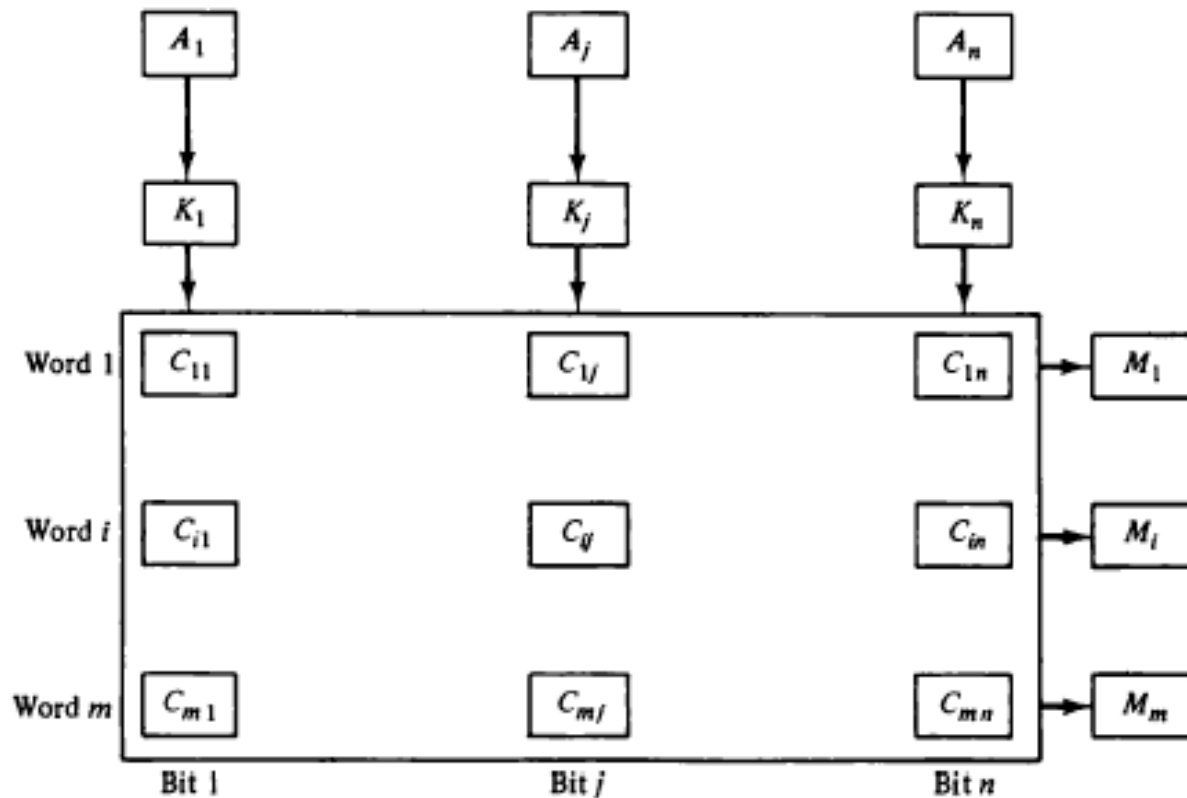 A₁ Aⱼ Aₙ
K₁ Kⱼ Kₙ
Word 1 C₁₁ C₁ⱼ C₁ₙ M₁
Word i Cᵢ₁ Cᵢⱼ Cᵢₙ Mᵢ
Word m Cₘ₁ Cₘⱼ Cₘₙ Mₘ
Bit 1 Bit j Bit n